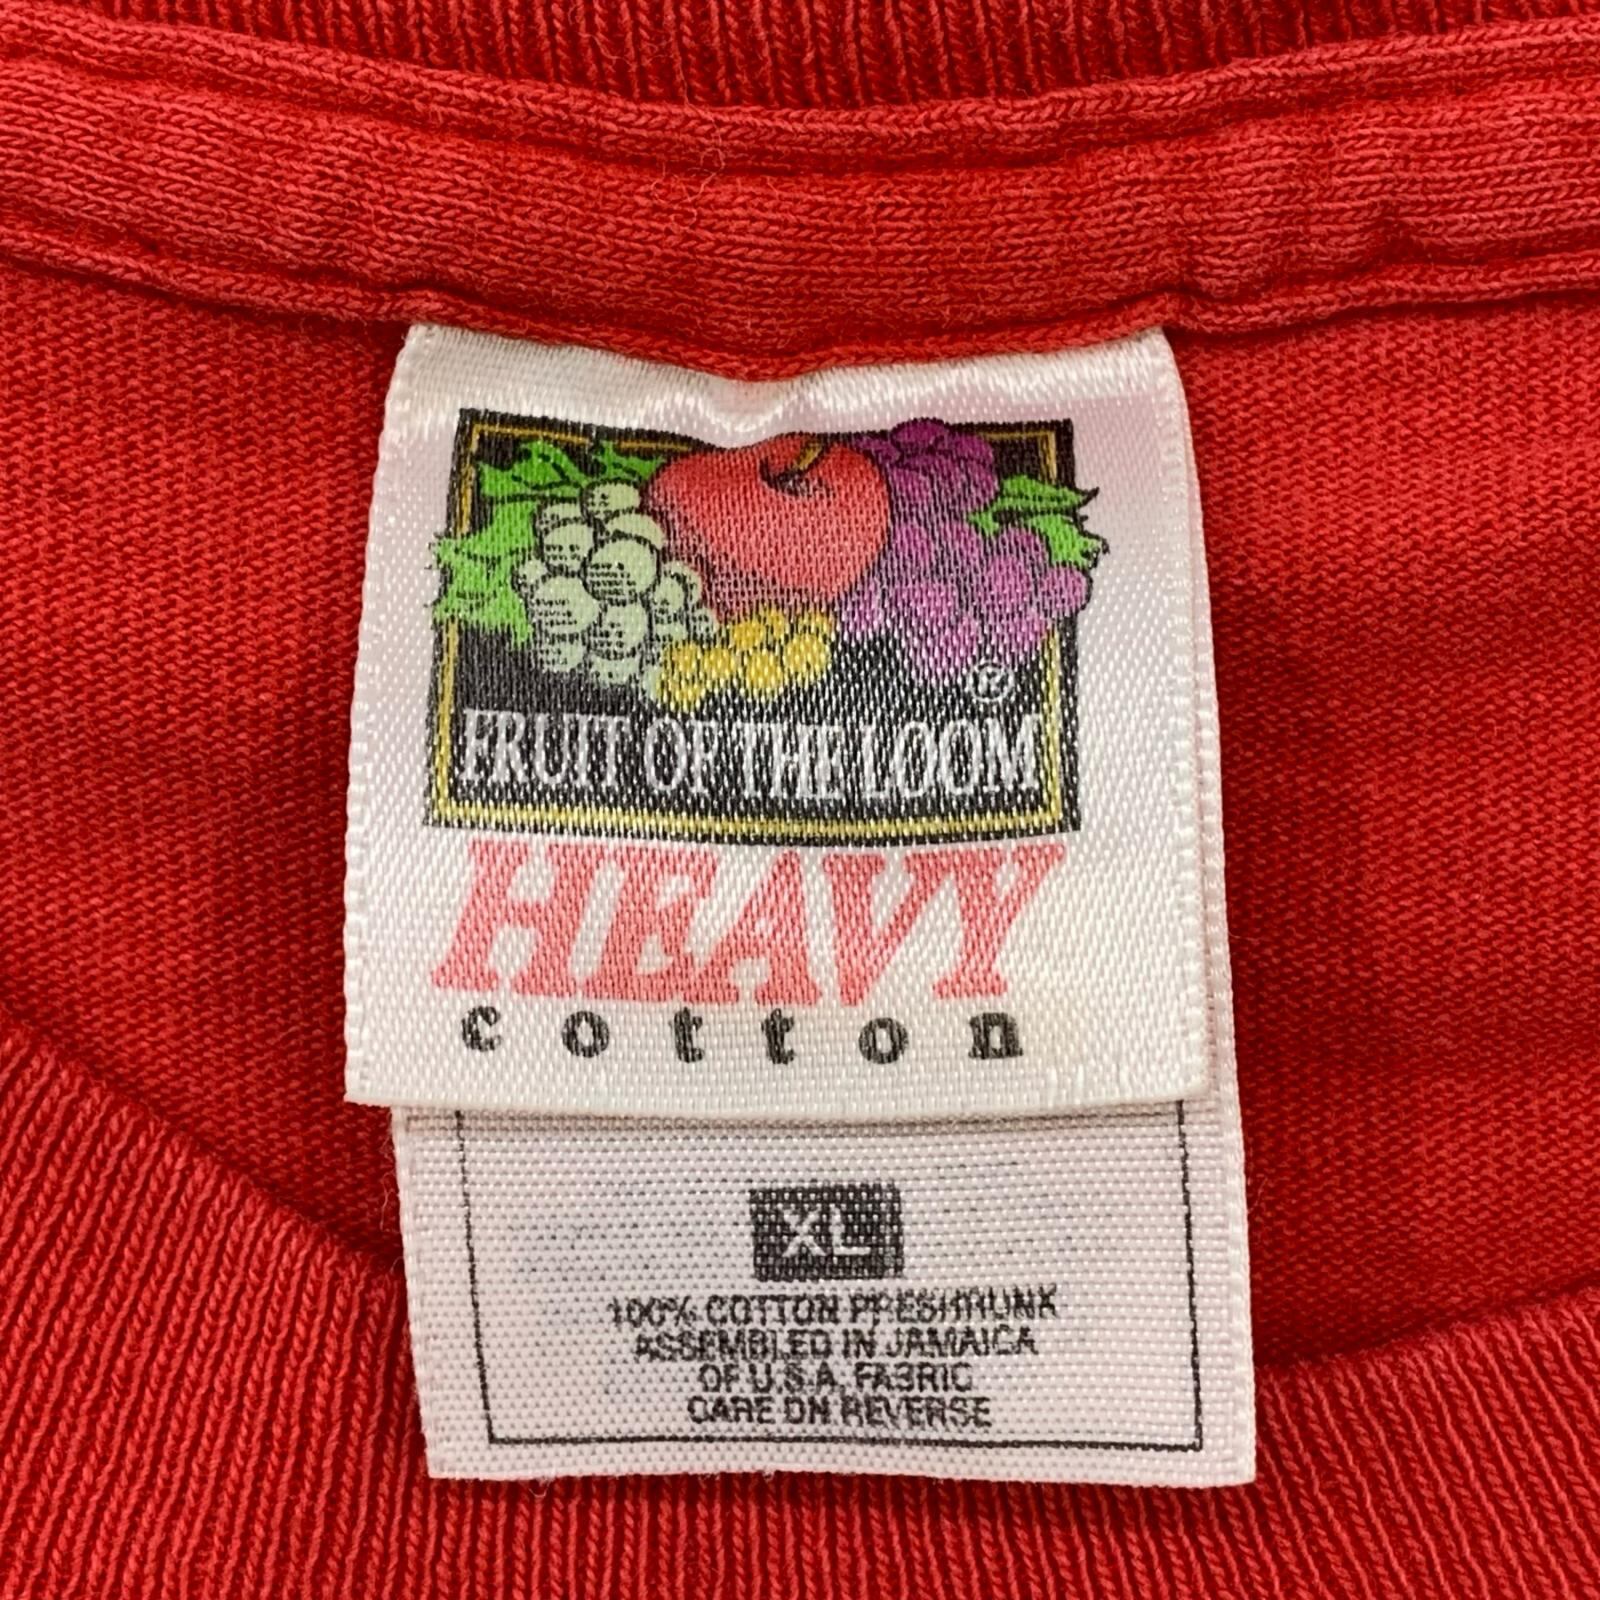 FRUIT OF THE LOOM ®
HEAVY
cotton
XL
100% COTTON PRESHRUNK
ASSEMBLED IN JAMAICA
OF U.S.A. FABRIC
CARE ON REVERSE